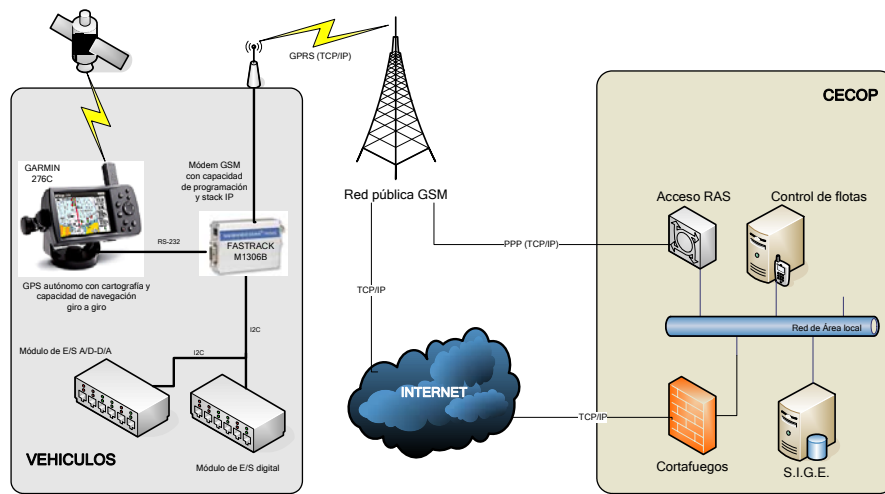 GPRS (TCP/IP)
CECOP
GARMIN
276C
Módem GSM
con capacidad
de programación
y stack IP
Red pública GSM
Acceso RAS
Control de flotas
RS-232
FASTRACK
M1306B
PPP (TCP/IP)
GPS autónomo con cartografía y
capacidad de navegación
giro a giro
TCP/IP
I2C
Red de Área local
Módulo de E/S A/D-D/A
I2C
INTERNET
TCP/IP
VEHICULOS
Módulo de E/S digital
Cortafuegos
S.I.G.E.